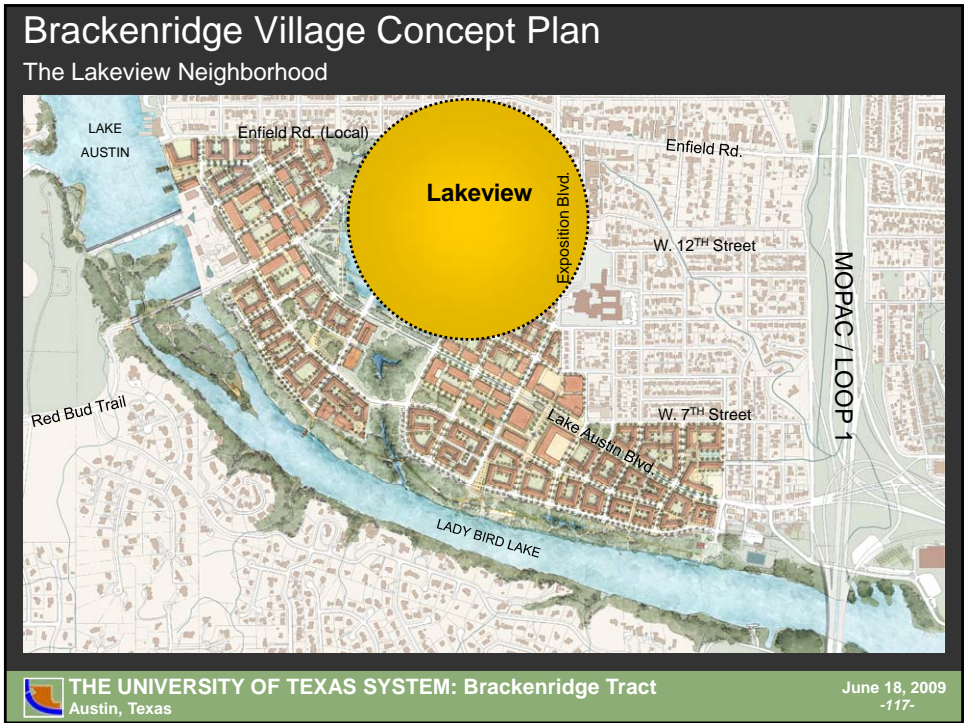 Brackenridge Village Concept Plan
The Lakeview Neighborhood
LAKE
AUSTIN
Enfield Rd. (Local)
Enfield Rd.
Lakeview
Exposition Blvd.
W. 12TH Street
MOPAC / LOOP 1
Red Bud Trail
W. 7TH Street
Lake Austin Blvd.
LADY BIRD LAKE
THE UNIVERSITY OF TEXAS SYSTEM: Brackenridge Tract
Austin, Texas
June 18, 2009
-117-